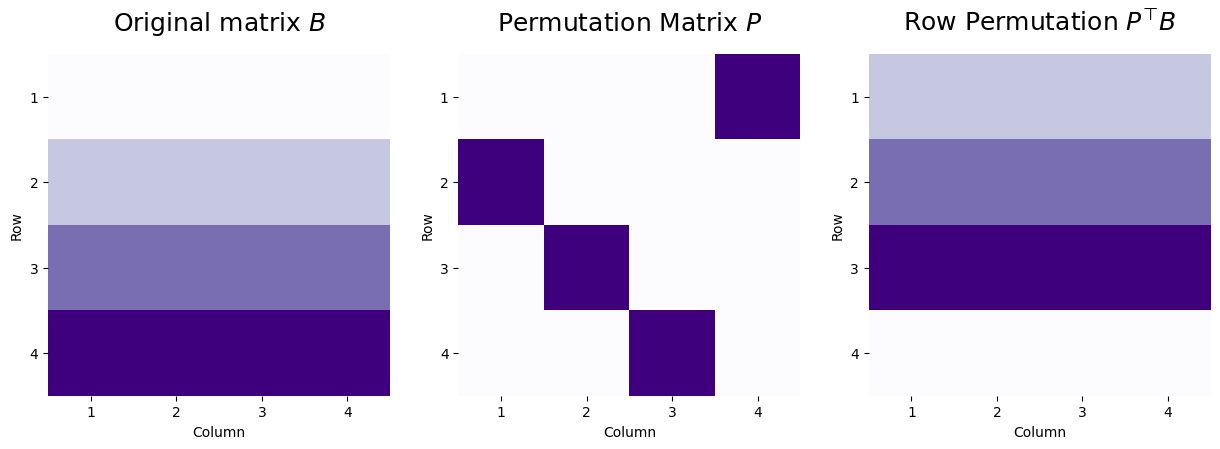 Original matrix B
Permutation Matrix P
Row Permutation P⊤B
Row
1
2
3
4
1 2 3 4
Column
Row
1
2
3
4
1 2 3 4
Column
Row
1
2
3
4
1 2 3 4
Column